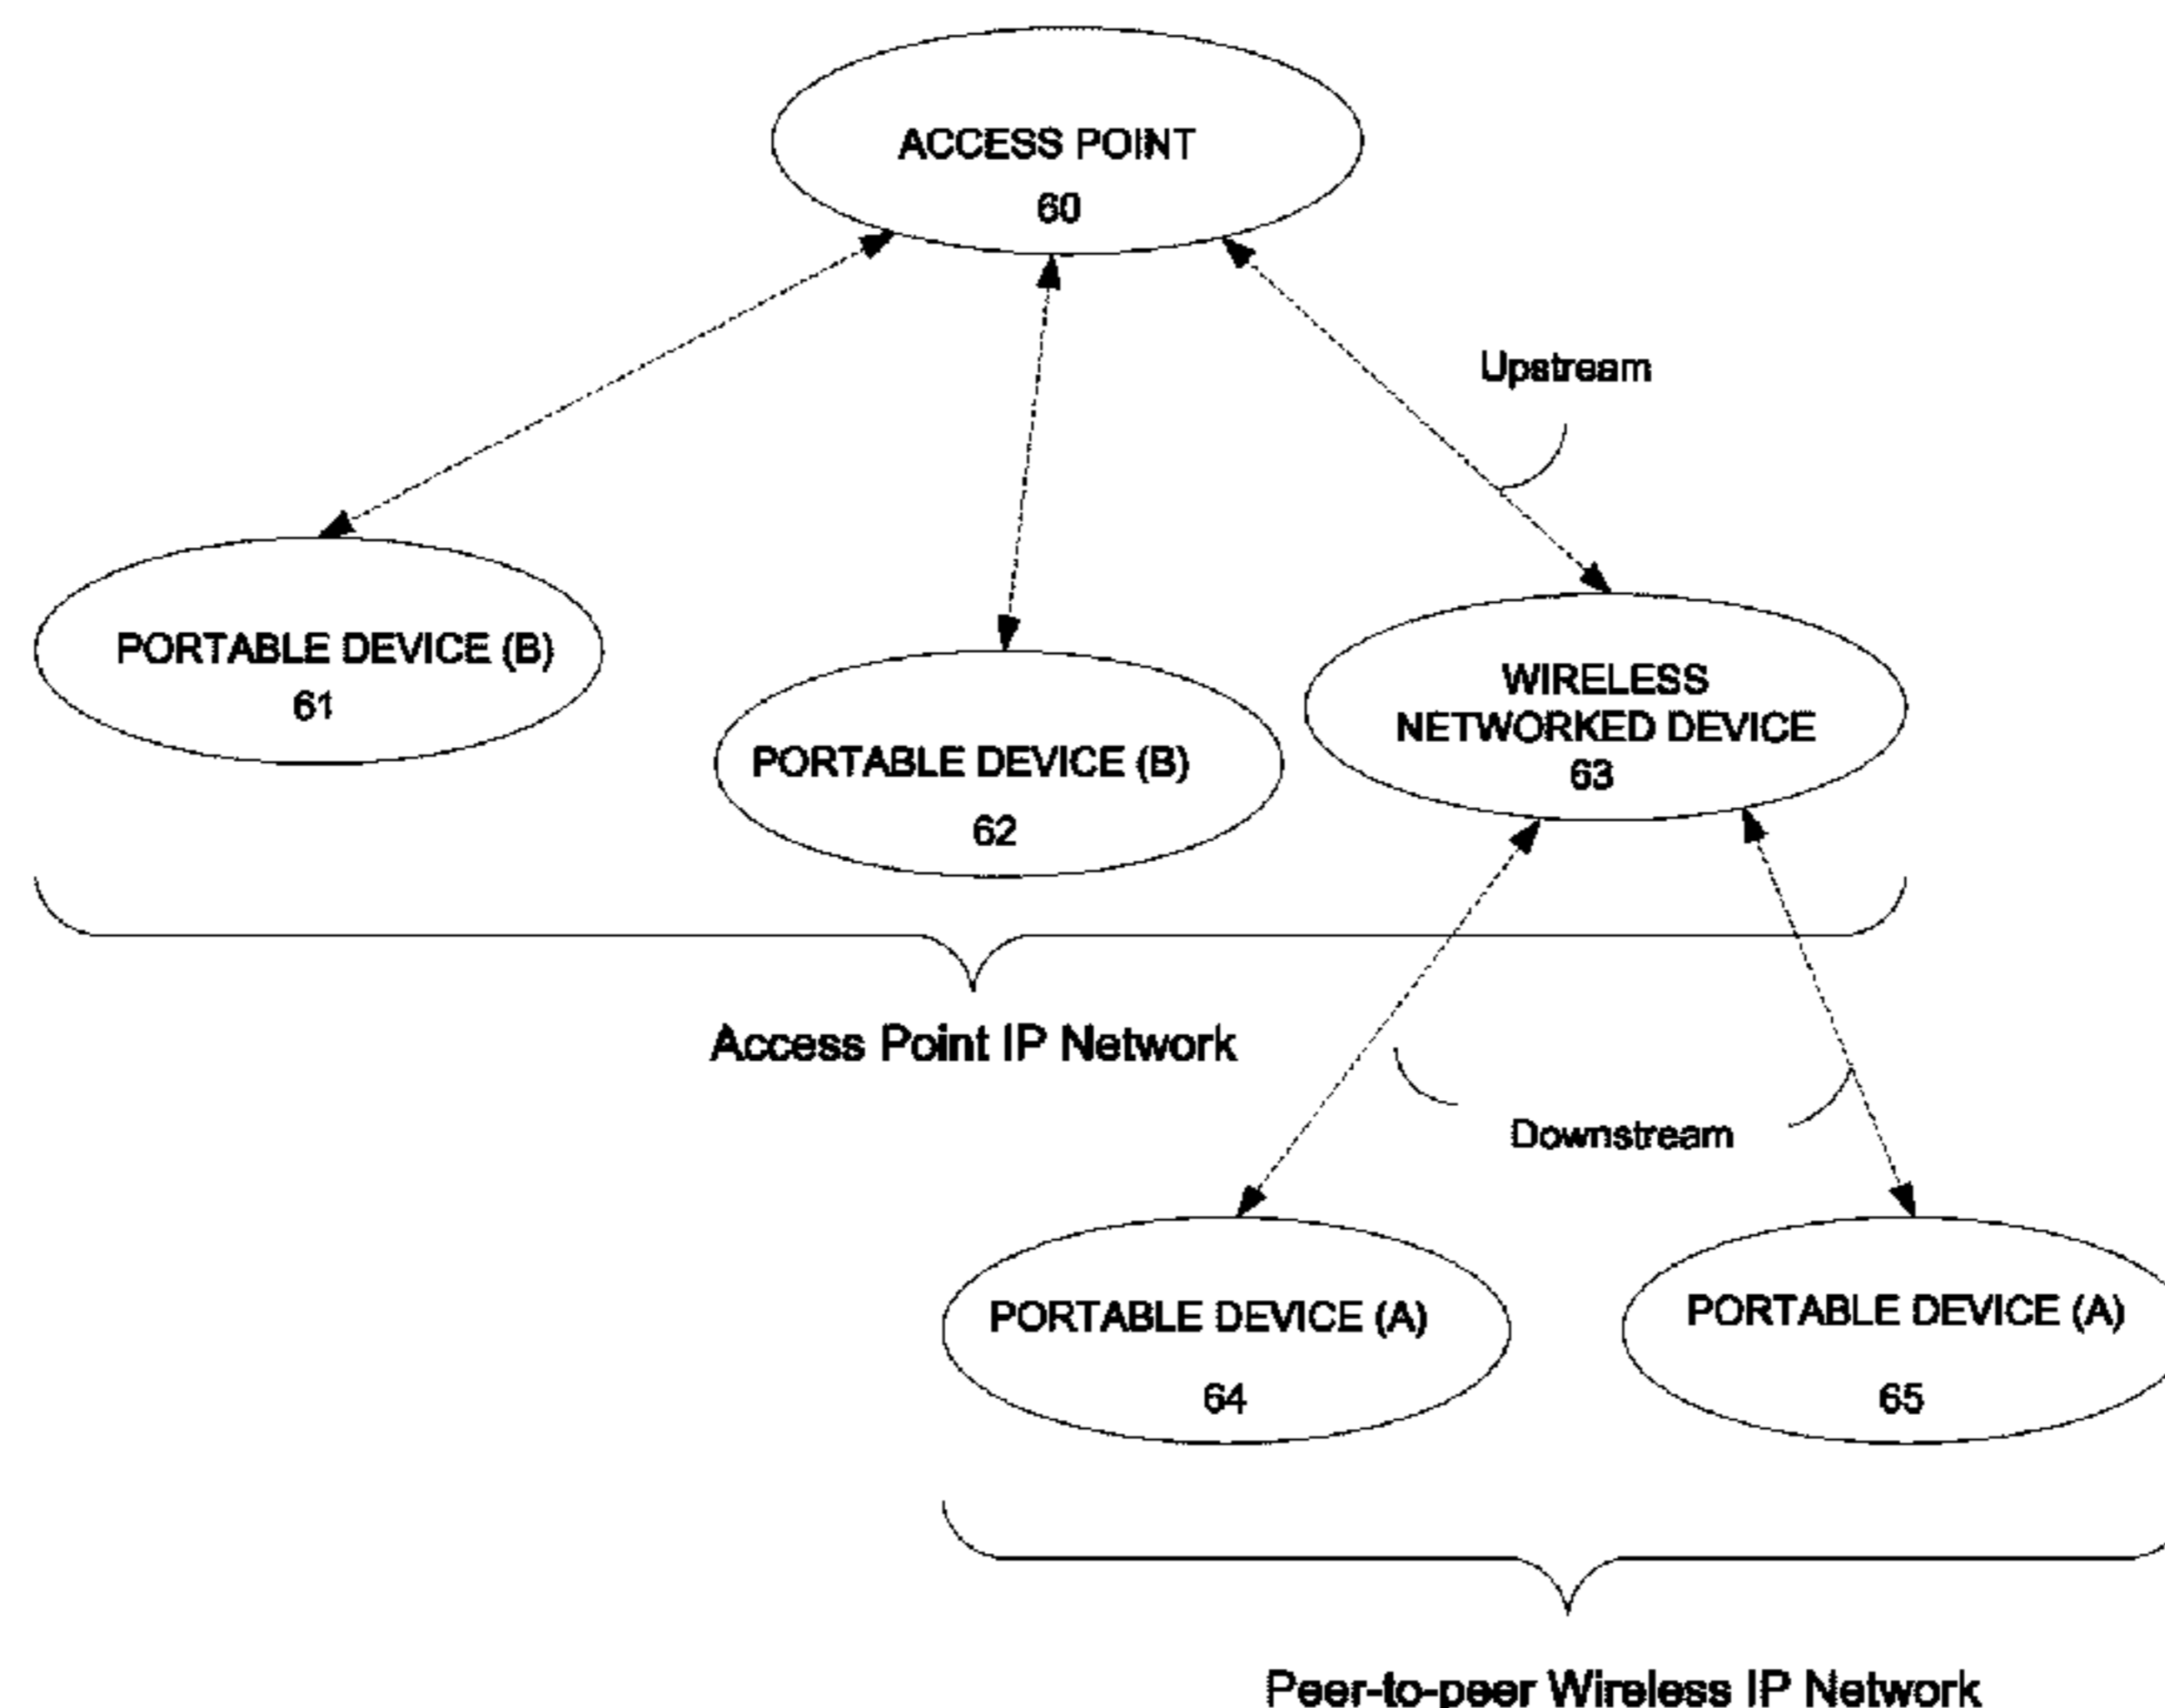 ACCESS POINT
60
Upstream
PORTABLE DEVICE (B)
61
PORTABLE DEVICE (B)
62
WIRELESS
NETWORKED DEVICE
63
Access Point IP Network
Downstream
PORTABLE DEVICE (A)
64
PORTABLE DEVICE (A)
65
Peer-to-peer Wireless IP Network